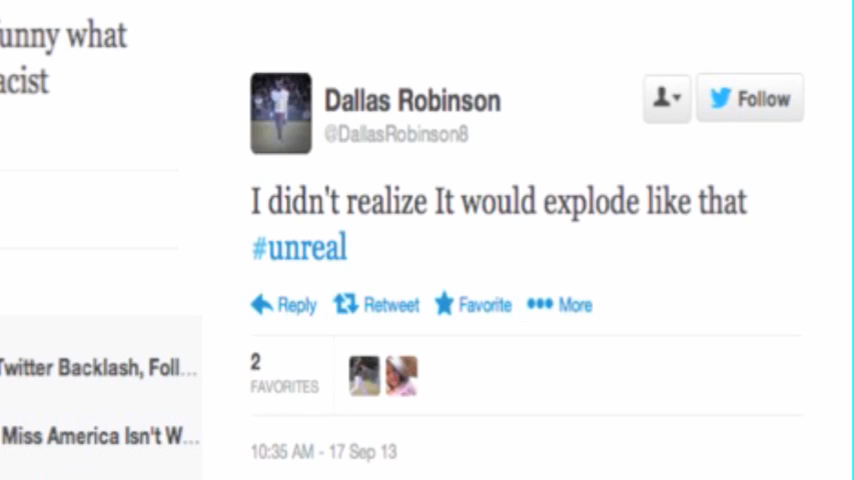 funny what
acist
Twitter Backlash, Foll...
Miss America Isn't W...
Dallas Robinson
@DallasRobinson8
Follow
I didn't realize It would explode like that
#unreal
Reply Retweet Favorite More
2
FAVORITES
10:35 AM - 17 Sep 13